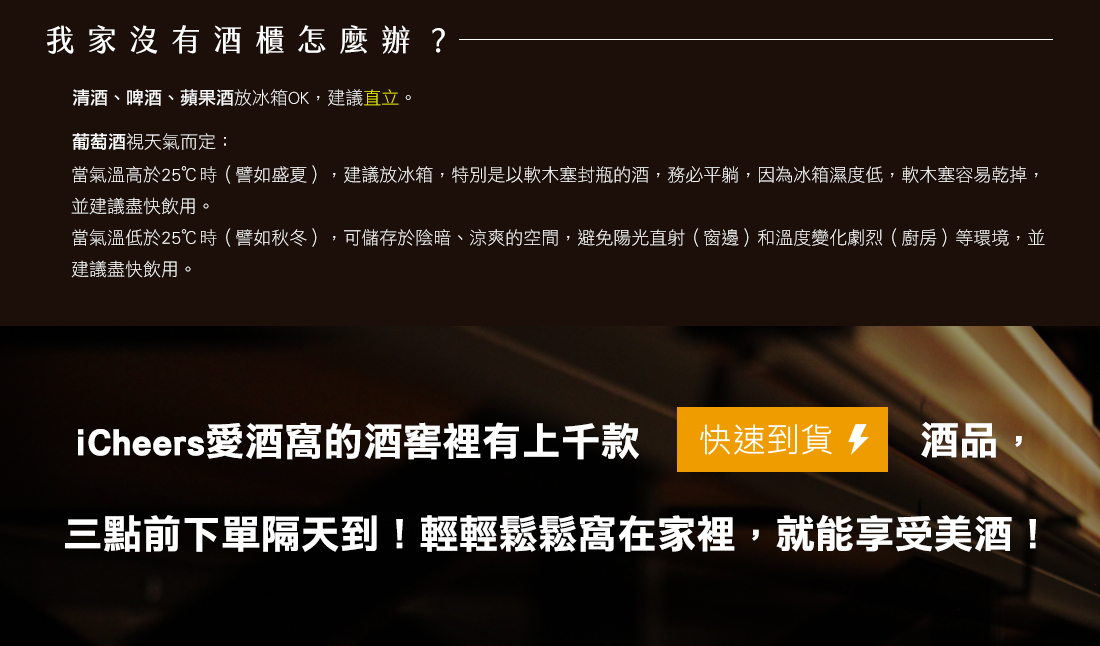 我家沒有酒櫃怎麼辦？
清酒、啤酒、蘋果酒放冰箱OK，建議直立。
葡萄酒視天氣而定：
當氣溫高於25℃時（譬如盛夏），建議放冰箱，特別是以軟木塞封瓶的酒，務必平躺，因為冰箱濕度低，軟木塞容易乾掉，
並建議盡快飲用。
當氣溫低於25℃時（譬如秋冬），可儲存於陰暗、涼爽的空間，避免陽光直射（窗邊）和溫度變化劇烈（廚房）等環境，並
建議盡快飲用。
iCheers愛酒窩的酒窖裡有上千款 快速到貨 酒品，
三點前下單隔天到！輕輕鬆鬆窩在家裡，就能享受美酒！